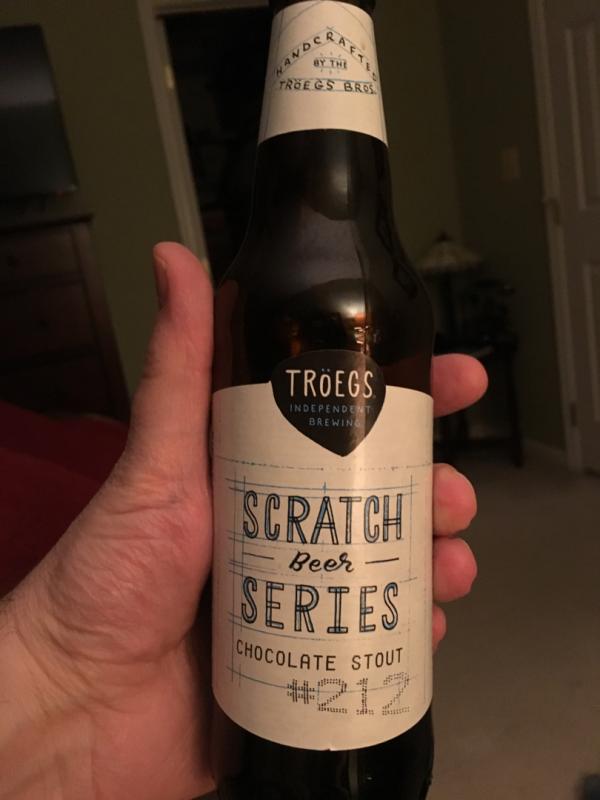 HANDCRAFTED
BY THE
TRÖEGS BROS.
TRöEGS
INDEPENDENT
BREWING
SCRATCH
Beer
SERIES
CHOCOLATE STOUT
#212